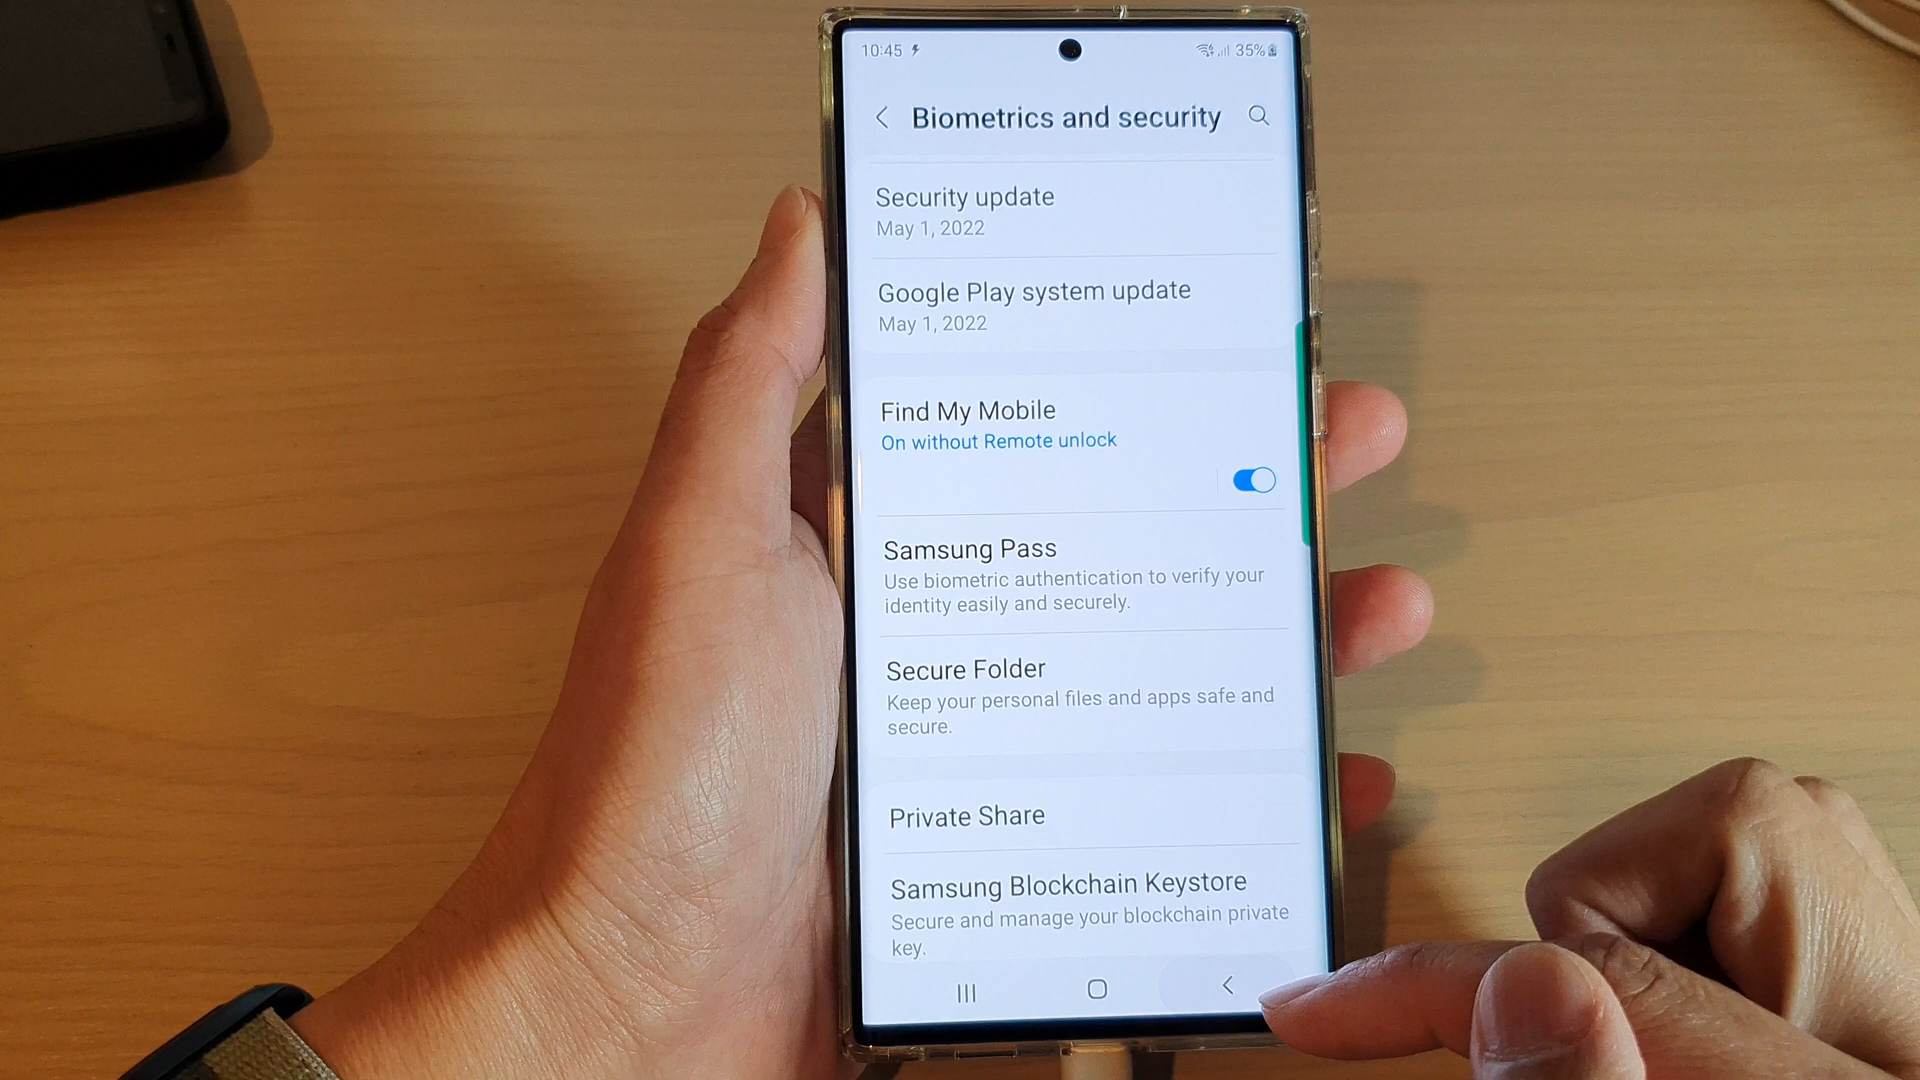 10:45 35%
Biometrics and security
Security update
May 1, 2022
Google Play system update
May 1, 2022
Find My Mobile
On without Remote unlock
Samsung Pass
Use biometric authentication to verify your
identity easily and securely.
Secure Folder
Keep your personal files and apps safe and
secure.
Private Share
Samsung Blockchain Keystore
Secure and manage your blockchain private
key.